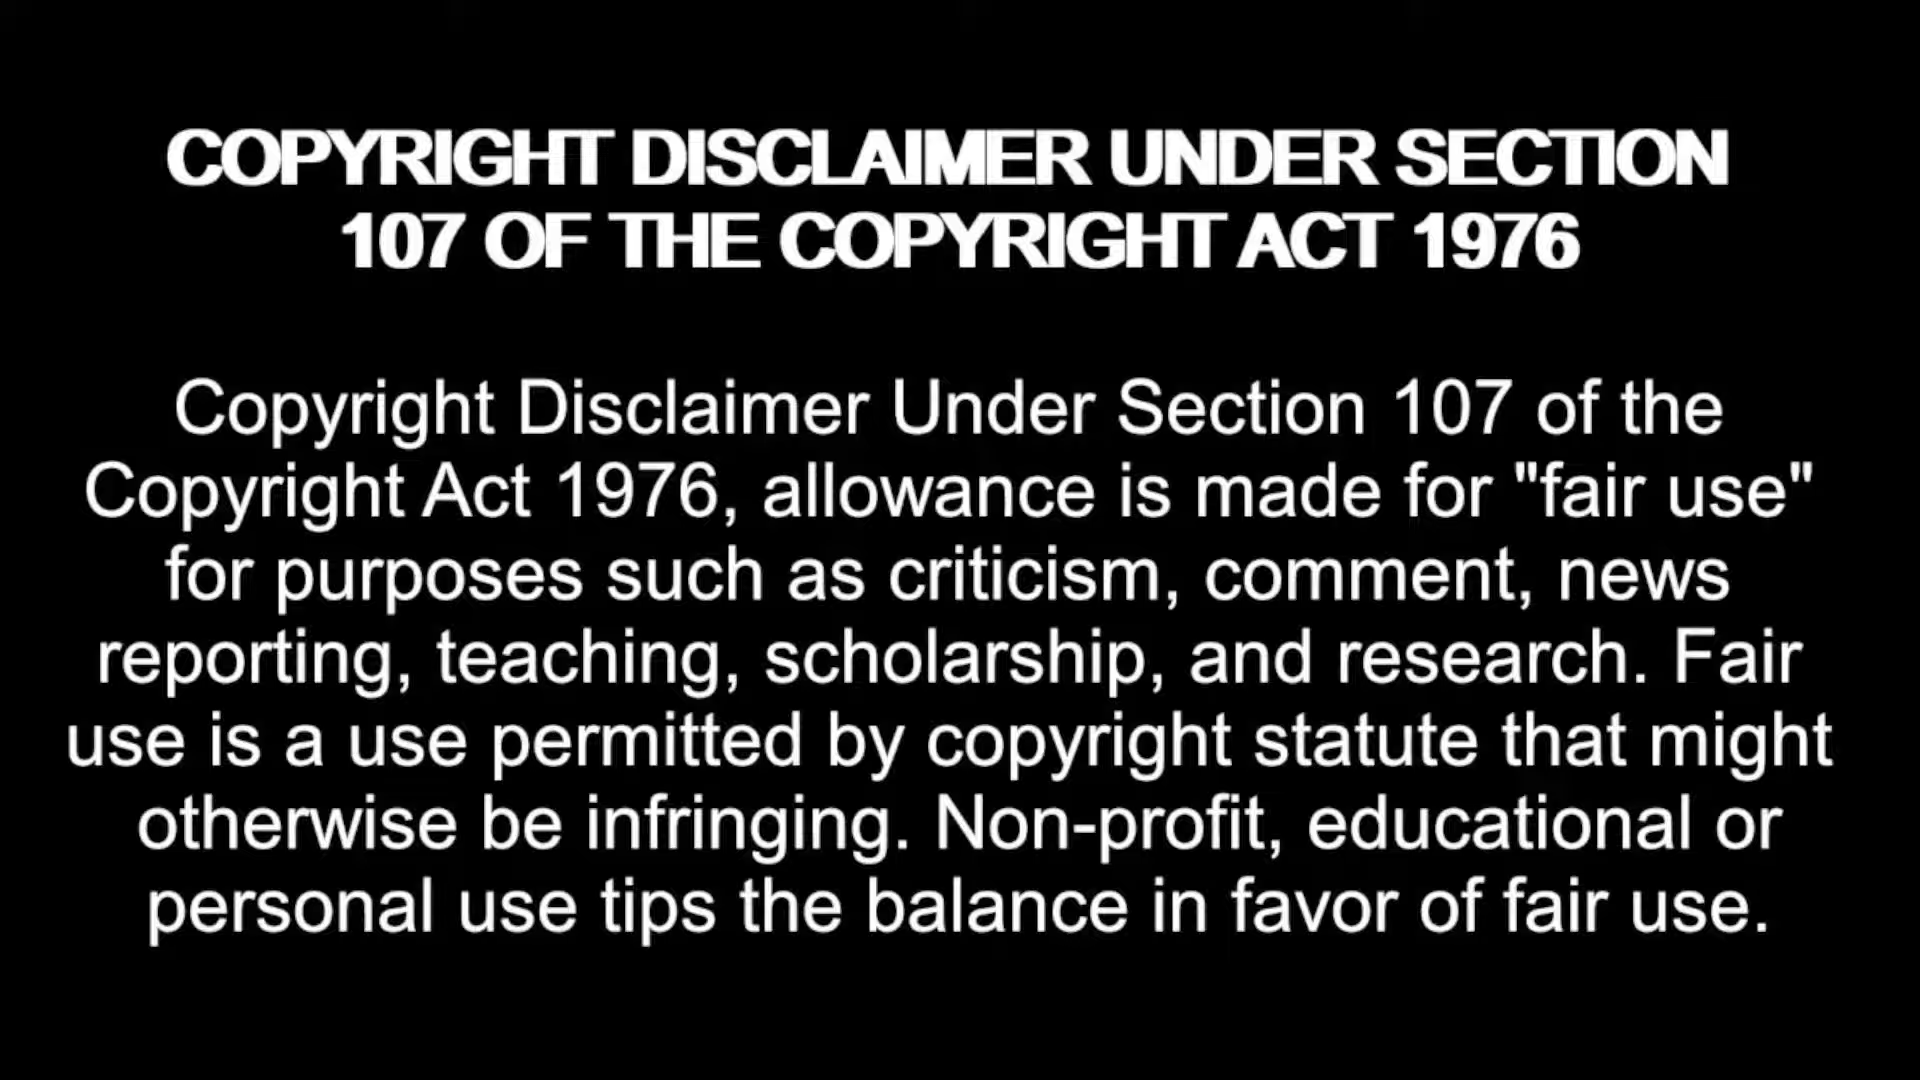 COPYRIGHT DISCLAIMER UNDER SECTION
107 OF THE COPYRIGHT ACT 1976
Copyright Disclaimer Under Section 107 of the
Copyright Act 1976, allowance is made for "fair use"
for purposes such as criticism, comment, news
reporting, teaching, scholarship, and research. Fair
use is a use permitted by copyright statute that might
otherwise be infringing. Non-profit, educational or
personal use tips the balance in favor of fair use.